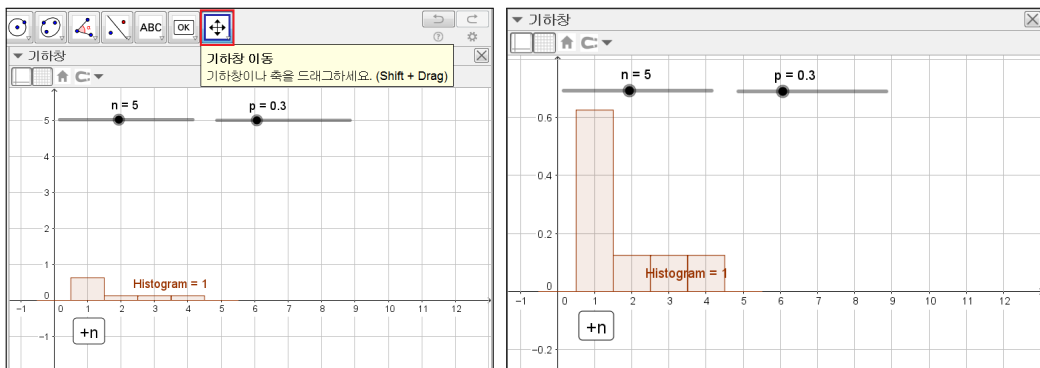 ABC OK
기하창
기하창 이동
기하창이나 축을 드래그하세요. (Shift + Drag)
n = 5 p = 0.3
5
4
3
2
1
0
−1
Histogram = 1
−1 0 1 2 3 4 5 6 7 8 9 10 11 12
+n
기하창
n = 5 p = 0.3
0.6
0.4
0.2
0
−0.2
Histogram = 1
−1 0 1 2 3 4 5 6 7 8 9 10 11 12
+n